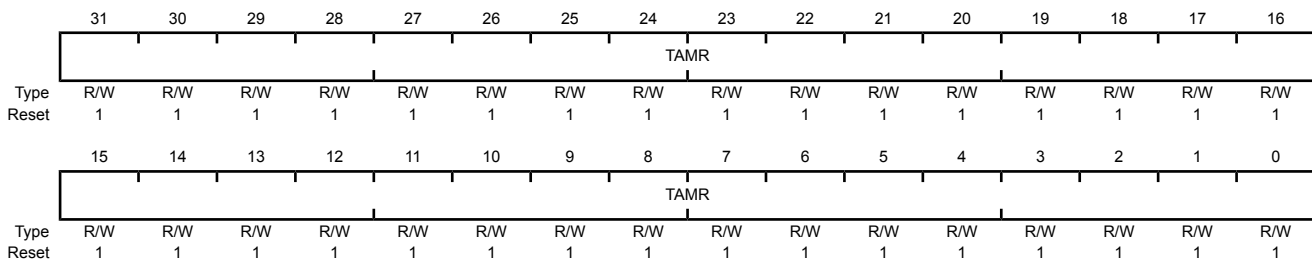 31 30 29 28 27 26 25 24 23 22 21 20 19 18 17 16
TAMR
Type R/W R/W R/W R/W R/W R/W R/W R/W R/W R/W R/W R/W R/W R/W R/W R/W
Reset 1 1 1 1 1 1 1 1 1 1 1 1 1 1 1 1
15 14 13 12 11 10 9 8 7 6 5 4 3 2 1 0
TAMR
Type R/W R/W R/W R/W R/W R/W R/W R/W R/W R/W R/W R/W R/W R/W R/W R/W
Reset 1 1 1 1 1 1 1 1 1 1 1 1 1 1 1 1